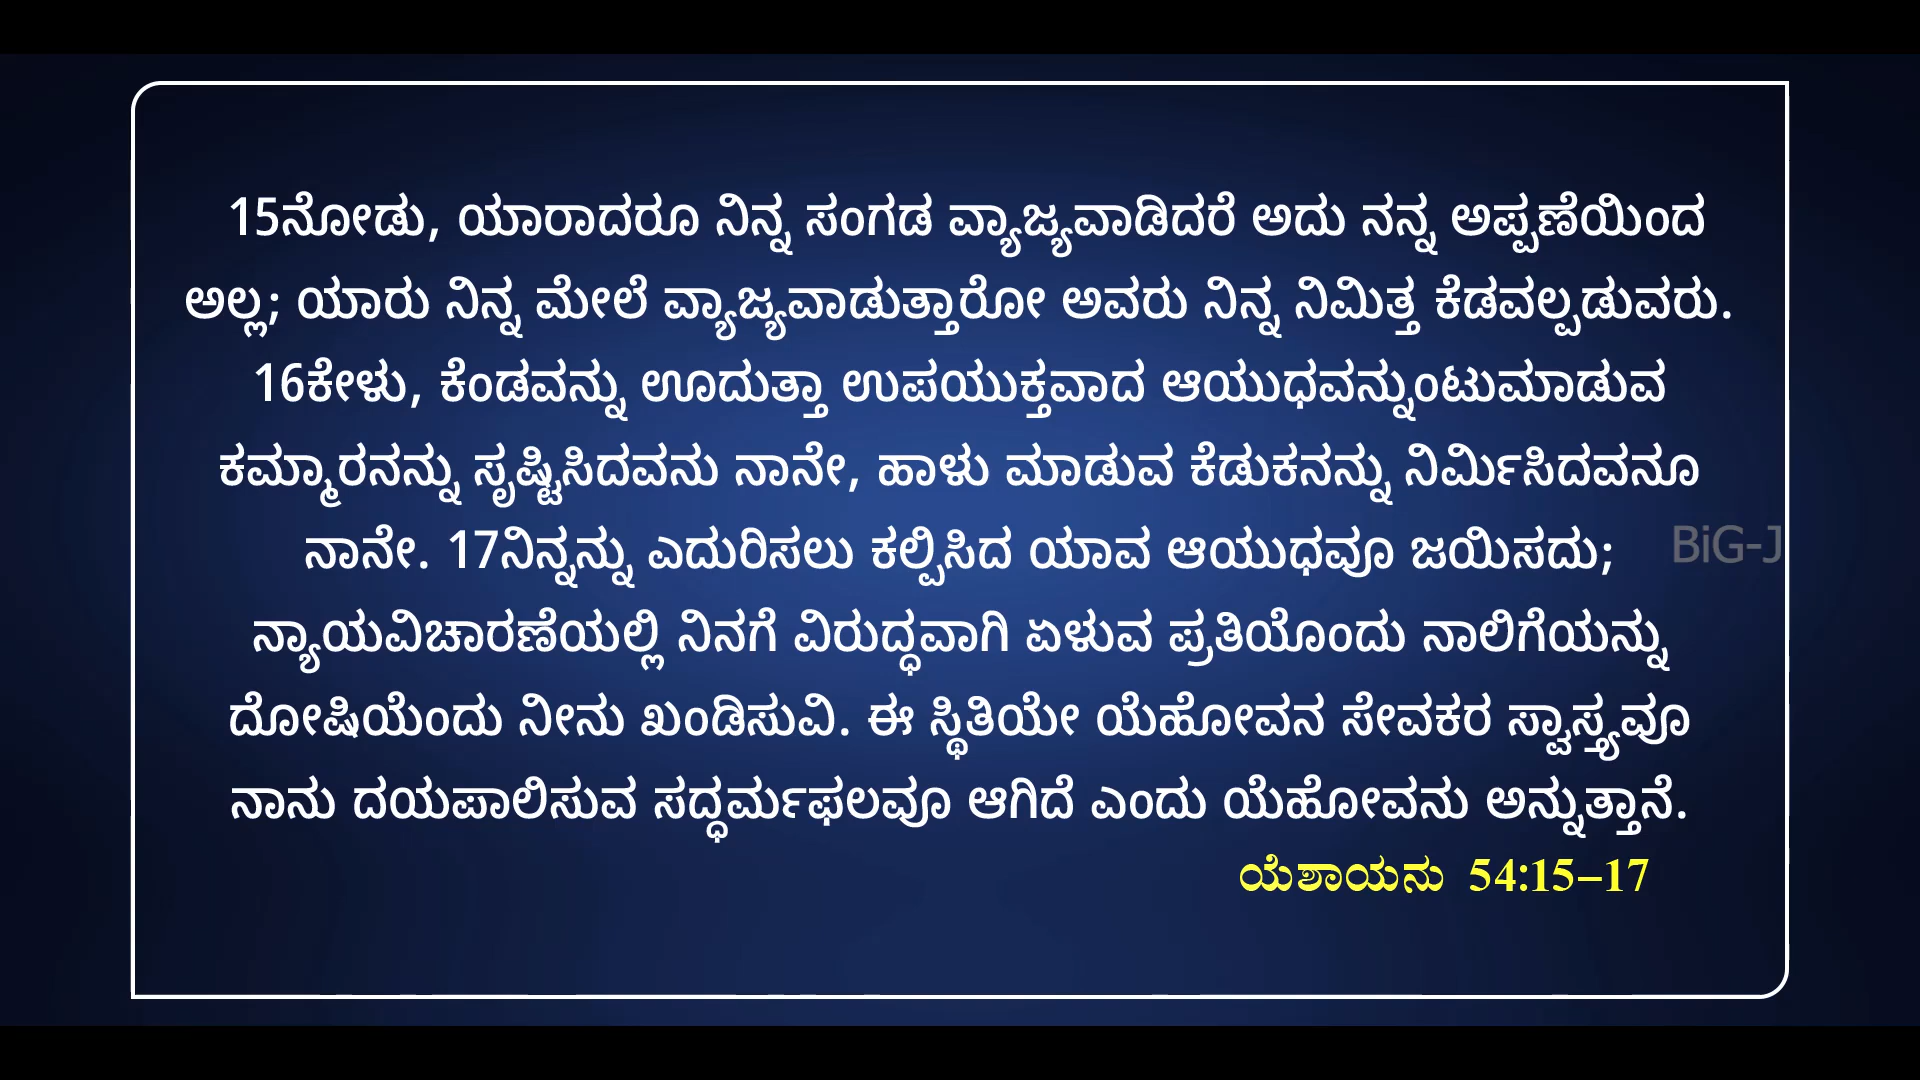 15ನೋಡು, ಯಾರಾದರೂ ನಿನ್ನ ಸಂಗಡ ವ್ಯಾಜ್ಯವಾಡಿದರೆ ಅದು ನನ್ನ ಅಪ್ಪಣೆಯಿಂದ
ಅಲ್ಲ; ಯಾರು ನಿನ್ನ ಮೇಲೆ ವ್ಯಾಜ್ಯವಾಡುತ್ತಾರೋ ಅವರು ನಿನ್ನ ನಿಮಿತ್ತ ಕೆಡವಲ್ಪಡುವರು.
16ಕೇಳು, ಕೆಂಡವನ್ನು ಊದುತ್ತಾ ಉಪಯುಕ್ತವಾದ ಆಯುಧವನ್ನುಂಟುಮಾಡುವ
ಕಮ್ಮಾರನನ್ನು ಸೃಷ್ಟಿಸಿದವನು ನಾನೇ, ಹಾಳು ಮಾಡುವ ಕೆಡುಕನನ್ನು ನಿರ್ಮಿಸಿದವನೂ
ನಾನೇ. 17ನಿನ್ನನ್ನು ಎದುರಿಸಲು ಕಲ್ಪಿಸಿದ ಯಾವ ಆಯುಧವೂ ಜಯಿಸದು;
BiG-J
ನ್ಯಾಯವಿಚಾರಣೆಯಲ್ಲಿ ನಿನಗೆ ವಿರುದ್ಧವಾಗಿ ಏಳುವ ಪ್ರತಿಯೊಂದು ನಾಲಿಗೆಯನ್ನು
ದೋಷಿಯೆಂದು ನೀನು ಖಂಡಿಸುವಿ. ಈ ಸ್ಥಿತಿಯೇ ಯೆಹೋವನ ಸೇವಕರ ಸ್ವಾಸ್ತ್ಯವೂ
ನಾನು ದಯಪಾಲಿಸುವ ಸದ್ಧರ್ಮಫಲವೂ ಆಗಿದೆ ಎಂದು ಯೆಹೋವನು ಅನ್ನುತ್ತಾನೆ.
ಯೆಶಾಯನು 54:15–17